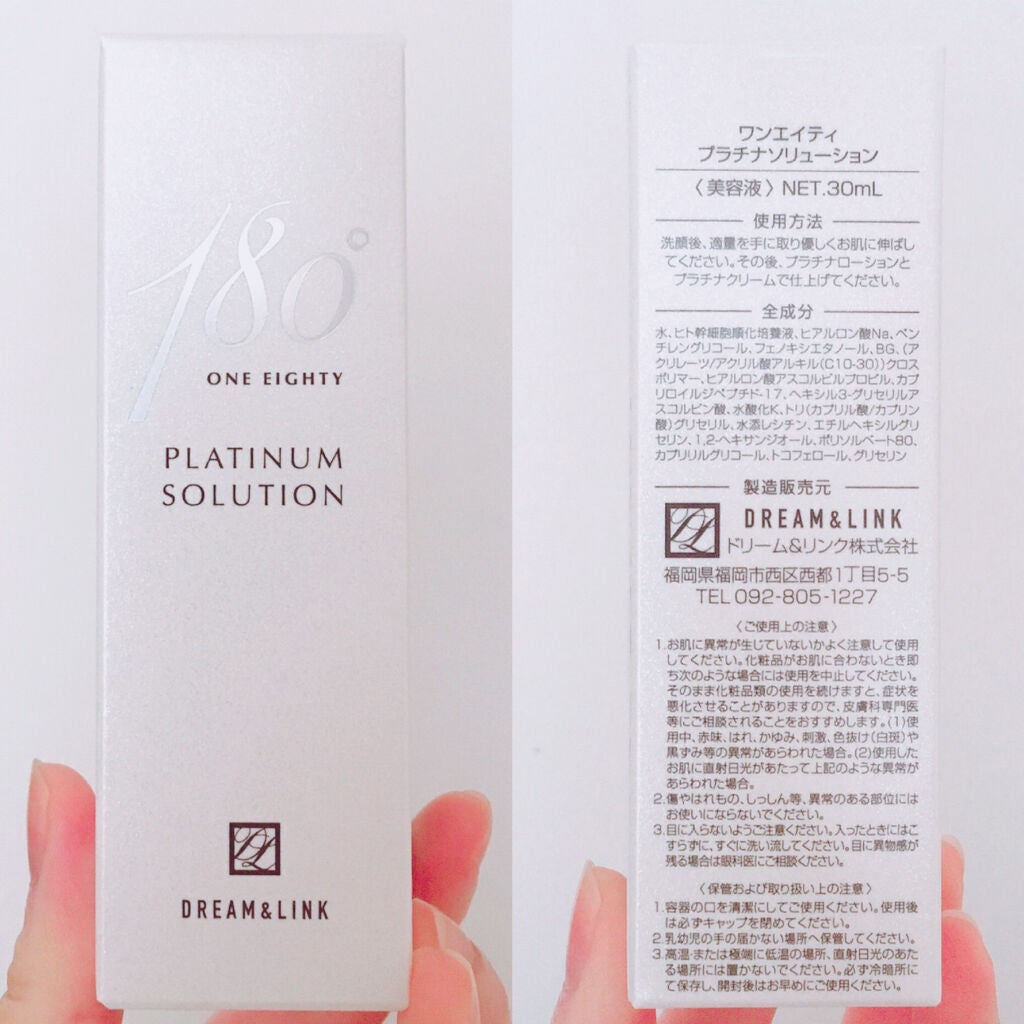 180°
ONE EIGHTY
PLATINUM
SOLUTION
DL
DREAM&LINK
ワンエイティ
プラチナソリューション
〈美容液〉NET.30mL
使用方法
洗顔後、適量を手に取り優しくお肌に伸ばし
てください。その後、プラチナローションと
プラチナクリームで仕上げてください。
全成分
水、ヒト幹細胞順化培養液、ヒアルロン酸Na、ペン
チレングリコール、フェノキシエタノール、BG、(ア
クリレーツ/アクリル酸アルキル(C10-30))クロス
ポリマー、ヒアルロン酸アスコルビルプロピル、カプ
リロイルジペプチド-17、ヘキシル3-グリセリルア
スコルビン酸、水酸化K、トリ(カプリル酸/カプリン
酸)グリセリル、水添レシチン、エチルヘキシルグリ
セリン、1,2-ヘキサンジオール、ポリソルベート80、
カプリリルグリコール、トコフェロール、グリセリン
製造販売元
DL
DREAM&LINK
ドリーム&リンク株式会社
福岡県福岡市西区西都1丁目5-5
TEL 092-805-1227
〈ご使用上の注意〉
1.お肌に異常が生じていないかよく注意して使用
してください。化粧品がお肌に合わないとき即
ち次のような場合には使用を中止してください。
そのまま化粧品類の使用を続けますと、症状を
悪化させることがありますので、皮膚科専門医
等にご相談されることをおすすめします。(1)使
用中、赤味、はれ、かゆみ、刺激、色抜け(白斑)や
黒ずみ等の異常があらわれた場合。(2)使用した
お肌に直射日光があたって上記のような異常が
あらわれた場合。
2.傷やはれもの、しっしん等、異常のある部位には
お使いにならないでください。
3.目に入らないようご注意ください。入ったときにはこ
すらずに、すぐに洗い流してください。目に異物感が
残る場合は眼科医にご相談ください。
〈保管および取り扱い上の注意〉
1.容器の口を清潔にしてご使用ください。使用後
は必ずキャップを閉めてください。
2.乳幼児の手の届かない場所へ保管してください。
3.高温または極端に低温の場所、直射日光のあた
る場所には置かないでください。必ず冷暗所に
て保存し、開封後はお早めにご使用ください。